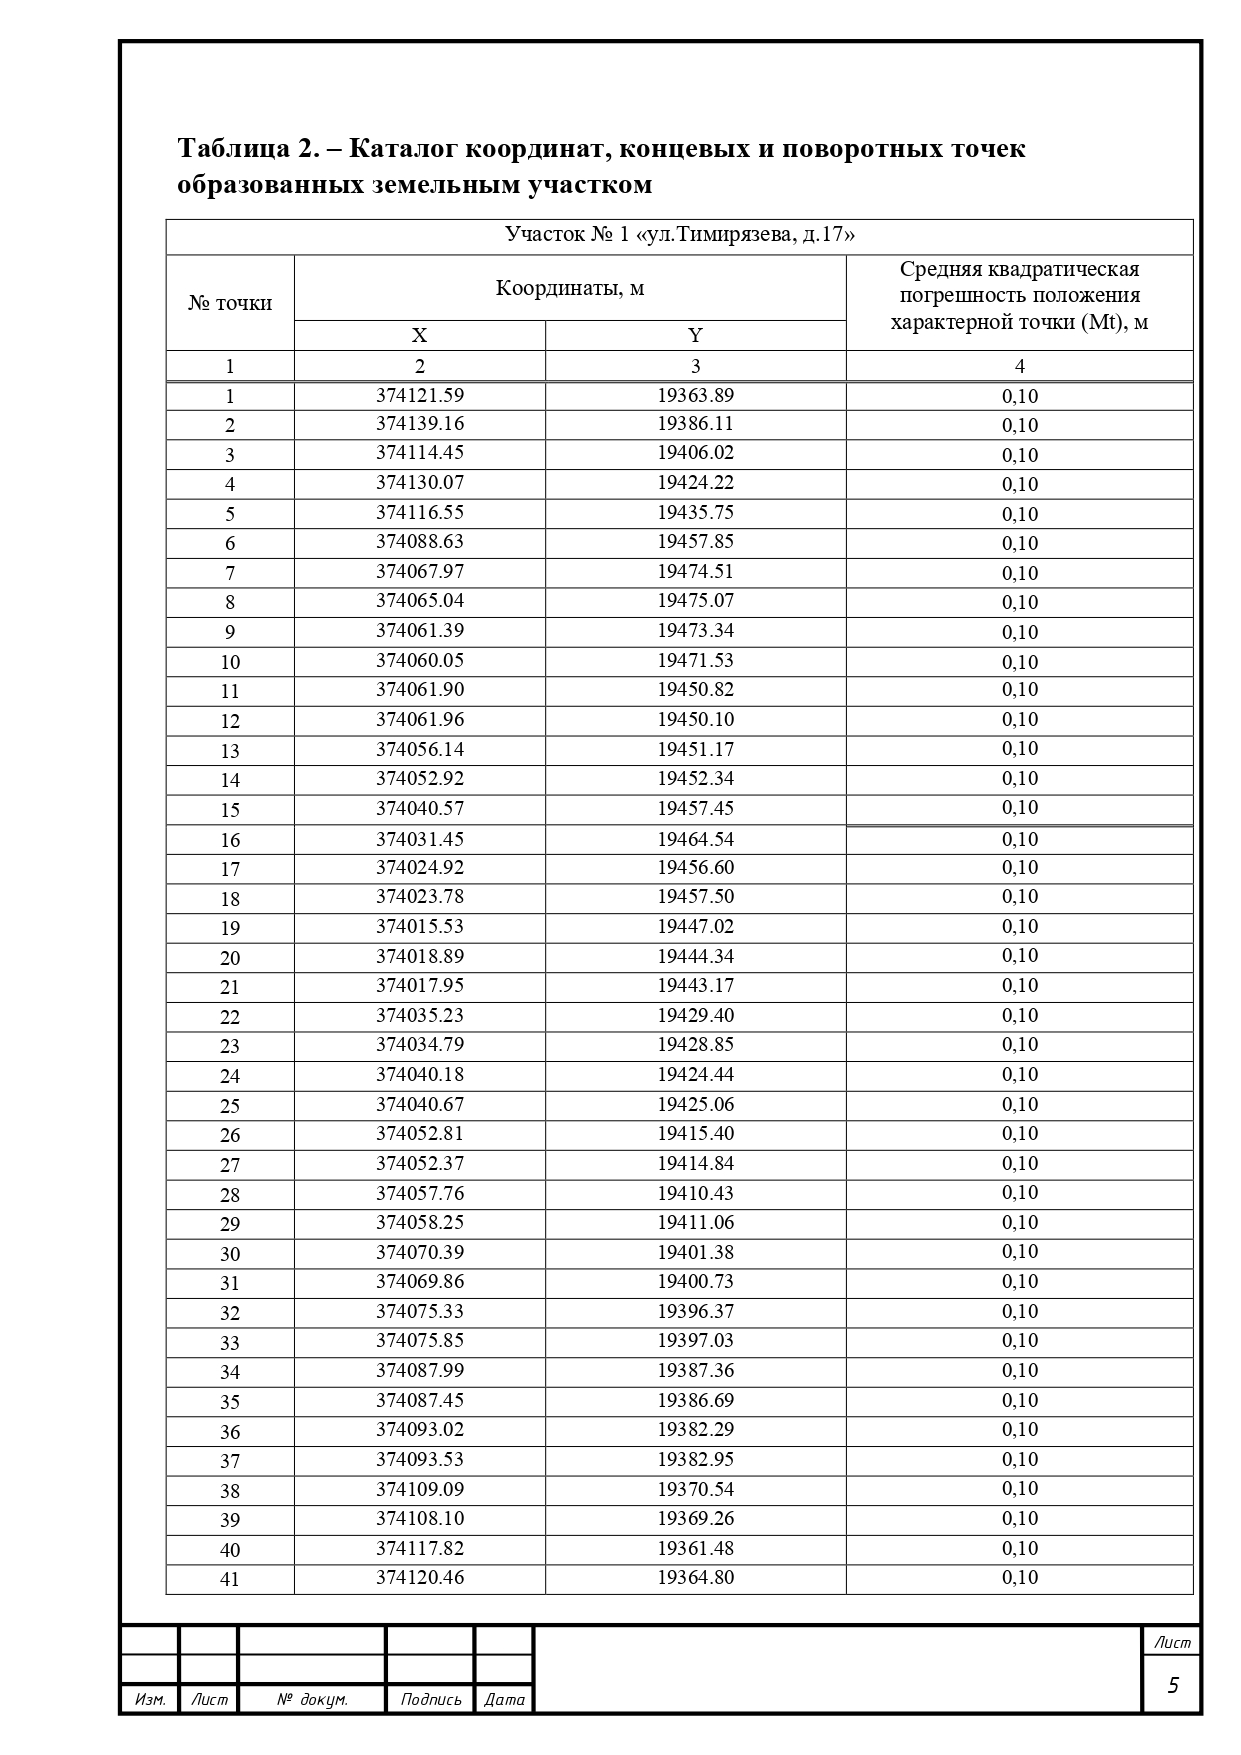 Таблица 2. – Каталог координат, концевых и поворотных точек
образованных земельным участком
Участок № 1 «ул.Тимирязева, д.17»
№ точки
Координаты, м
Средняя квадратическая
погрешность положения
характерной точки (Mt), м
X Y
1 2 3 4
1 374121.59 19363.89 0,10
2 374139.16 19386.11 0,10
3 374114.45 19406.02 0,10
4 374130.07 19424.22 0,10
5 374116.55 19435.75 0,10
6 374088.63 19457.85 0,10
7 374067.97 19474.51 0,10
8 374065.04 19475.07 0,10
9 374061.39 19473.34 0,10
10 374060.05 19471.53 0,10
11 374061.90 19450.82 0,10
12 374061.96 19450.10 0,10
13 374056.14 19451.17 0,10
14 374052.92 19452.34 0,10
15 374040.57 19457.45 0,10
16 374031.45 19464.54 0,10
17 374024.92 19456.60 0,10
18 374023.78 19457.50 0,10
19 374015.53 19447.02 0,10
20 374018.89 19444.34 0,10
21 374017.95 19443.17 0,10
22 374035.23 19429.40 0,10
23 374034.79 19428.85 0,10
24 374040.18 19424.44 0,10
25 374040.67 19425.06 0,10
26 374052.81 19415.40 0,10
27 374052.37 19414.84 0,10
28 374057.76 19410.43 0,10
29 374058.25 19411.06 0,10
30 374070.39 19401.38 0,10
31 374069.86 19400.73 0,10
32 374075.33 19396.37 0,10
33 374075.85 19397.03 0,10
34 374087.99 19387.36 0,10
35 374087.45 19386.69 0,10
36 374093.02 19382.29 0,10
37 374093.53 19382.95 0,10
38 374109.09 19370.54 0,10
39 374108.10 19369.26 0,10
40 374117.82 19361.48 0,10
41 374120.46 19364.80 0,10
Лист
5
Изм. Лист № докум. Подпись Дата